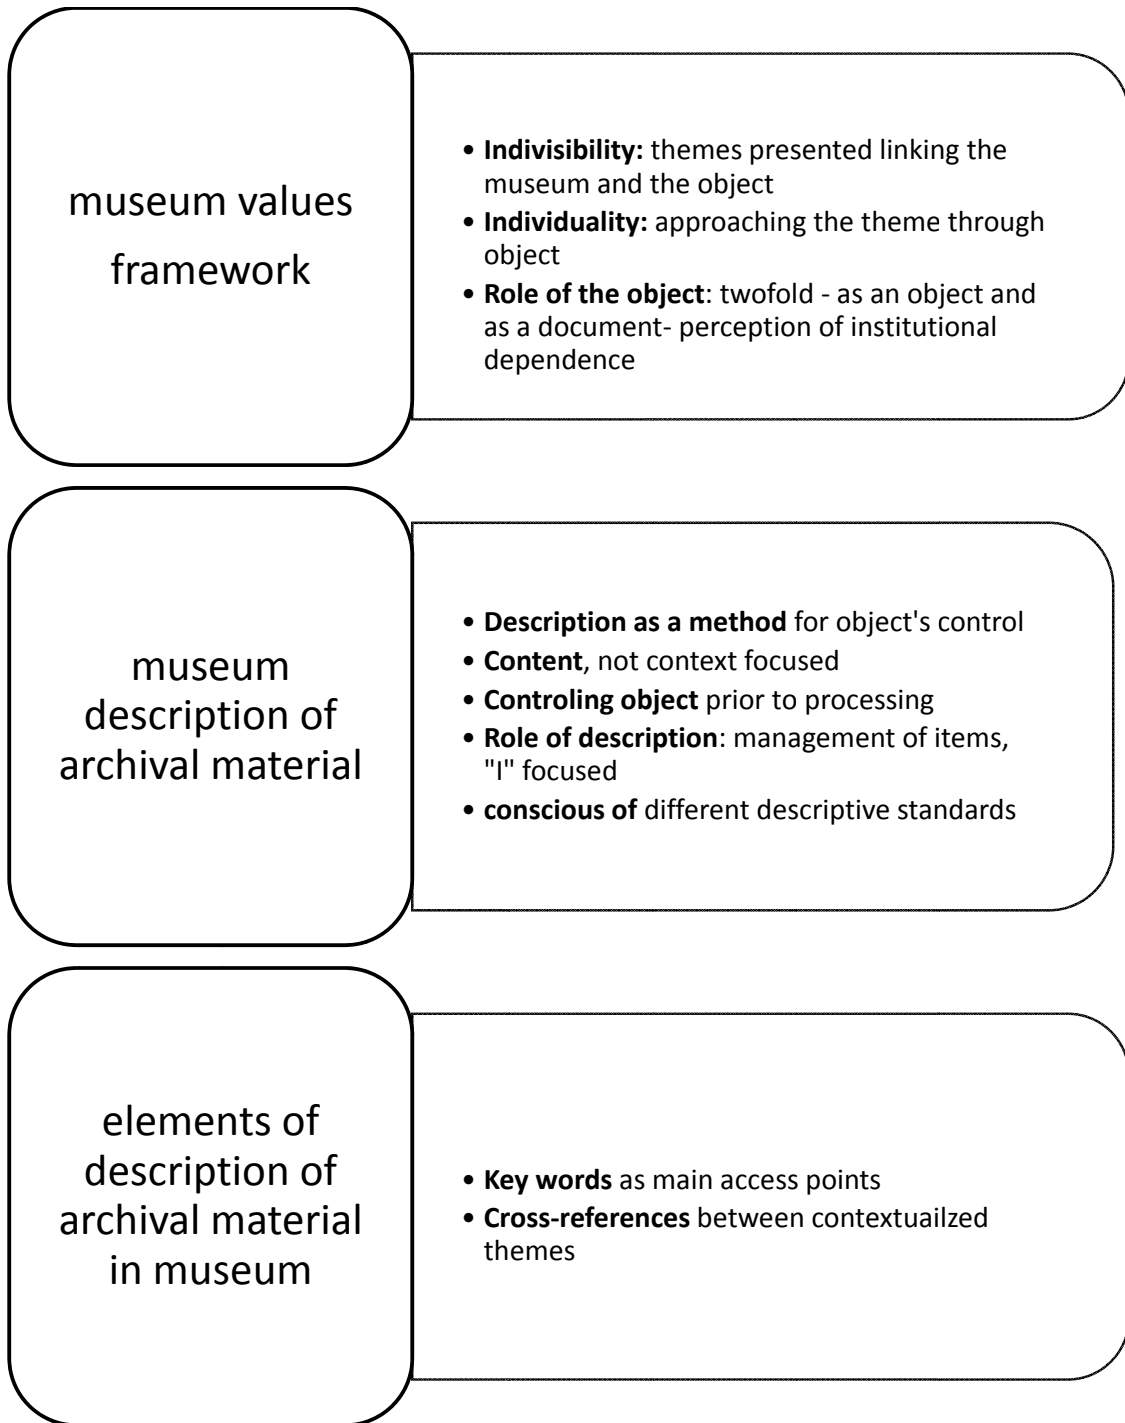 museum values
framework
• Indivisibility: themes presented linking the
museum and the object
• Individuality: approaching the theme through
object
• Role of the object: twofold - as an object and
as a document- perception of institutional
dependence
museum
description of
archival material
• Description as a method for object's control
• Content, not context focused
• Controling object prior to processing
• Role of description: management of items,
"I" focused
• conscious of different descriptive standards
elements of
description of
archival material
in museum
• Key words as main access points
• Cross-references between contextuailzed
themes